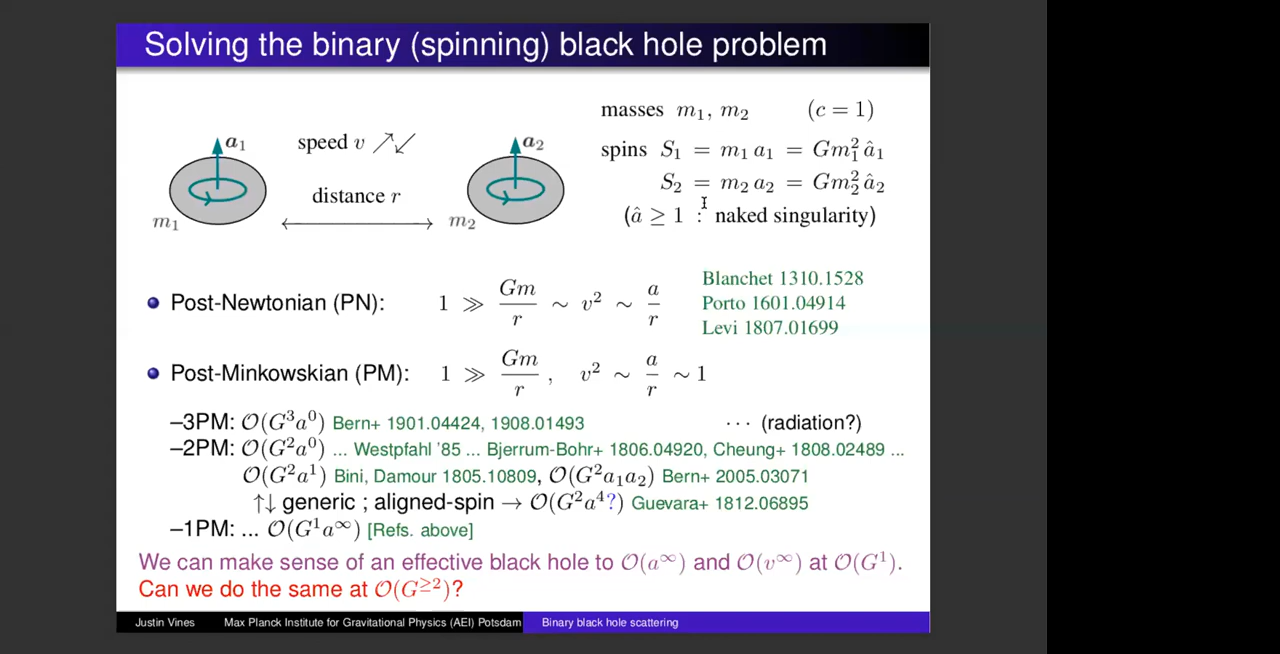 Solving the binary (spinning) black hole problem
masses m₁, m₂ (c = 1)
a₁ speed v ↗↙ a₂
spins S₁ = m₁ a₁ = Gm₁² â₁
S₂ = m₂ a₂ = Gm₂² â₂
distance r
(â ≥ 1 : naked singularity)
m₁ m₂
Blanchet 1310.1528
• Post-Newtonian (PN): 1 ≫ Gm/r ∼ v² ∼ a/r
Porto 1601.04914
Levi 1807.01699
• Post-Minkowskian (PM): 1 ≫ Gm/r , v² ∼ a/r ∼ 1
–3PM: 𝒪(G³a⁰) Bern+ 1901.04424, 1908.01493 ··· (radiation?)
–2PM: 𝒪(G²a⁰) ... Westpfahl '85 ... Bjerrum-Bohr+ 1806.04920, Cheung+ 1808.02489 ...
𝒪(G²a¹) Bini, Damour 1805.10809, 𝒪(G²a₁a₂) Bern+ 2005.03071
↑↓ generic ; aligned-spin → 𝒪(G²a⁴?) Guevara+ 1812.06895
–1PM: ... 𝒪(G¹a^∞) [Refs. above]
We can make sense of an effective black hole to 𝒪(a^∞) and 𝒪(v^∞) at 𝒪(G¹).
Can we do the same at 𝒪(G^≥2)?
Justin Vines Max Planck Institute for Gravitational Physics (AEI) Potsdam Binary black hole scattering